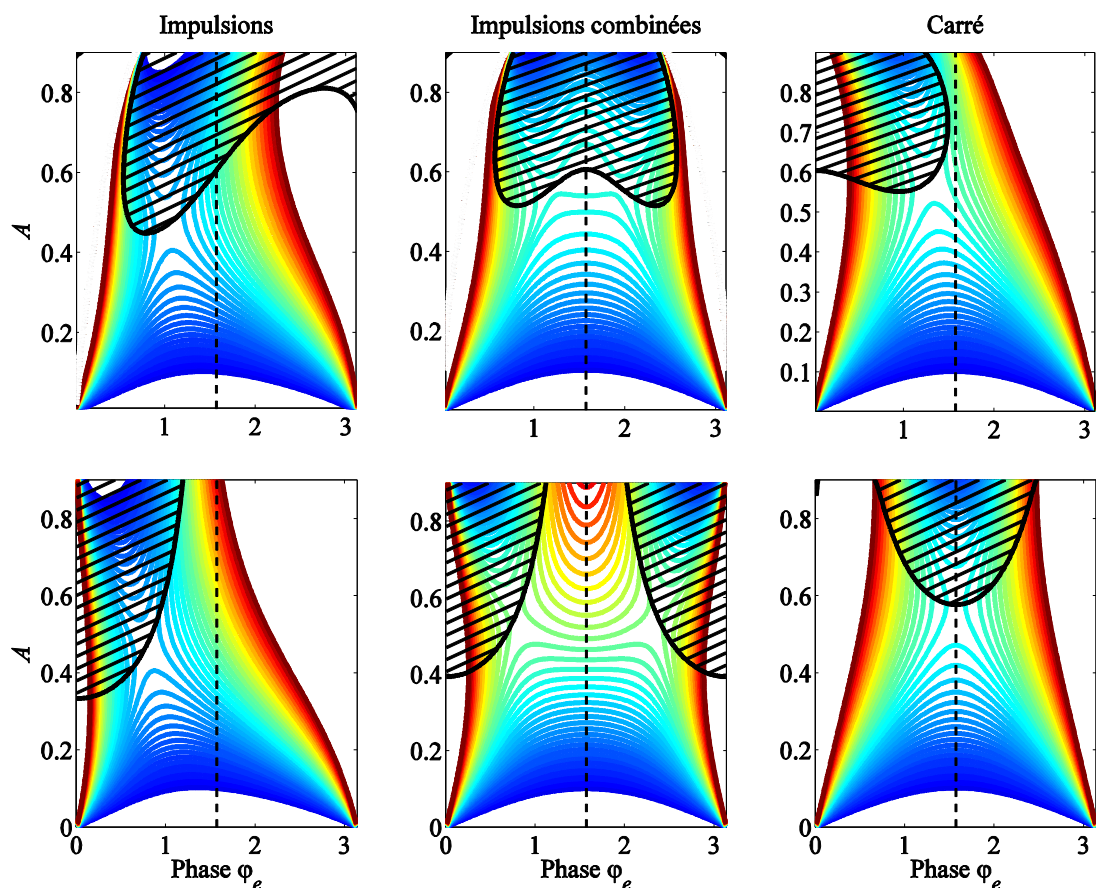 Impulsions Impulsions combinées Carré
0.8 0.8 0.8
0.7
0.6 0.6 0.6
0.5
A 0.4 0.4 0.4
0.3
0.2 0.2 0.2
0.1
1 2 3 1 2 3 1 2 3
0.8 0.8 0.8
0.6 0.6 0.6
A 0.4 0.4 0.4
0.2 0.2 0.2
0 0 0
0 1 2 3 0 1 2 3 0 1 2 3
Phase φe Phase φe Phase φe